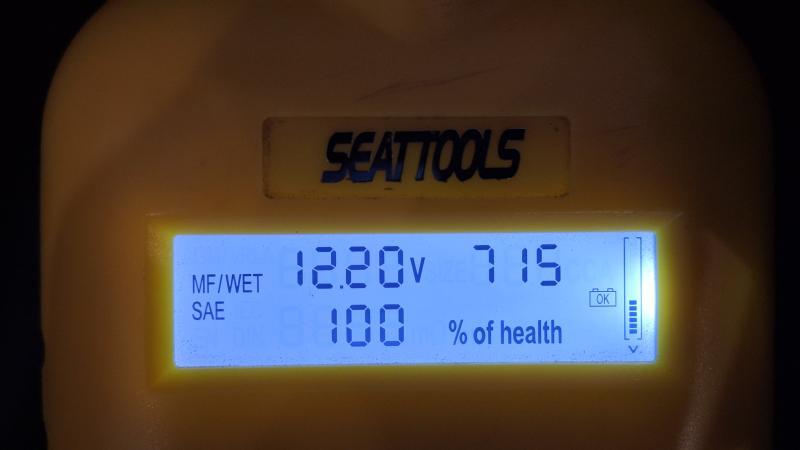 SEATTOOLS
MF/WET 12.20V 715
SAE 100 % of health
OK